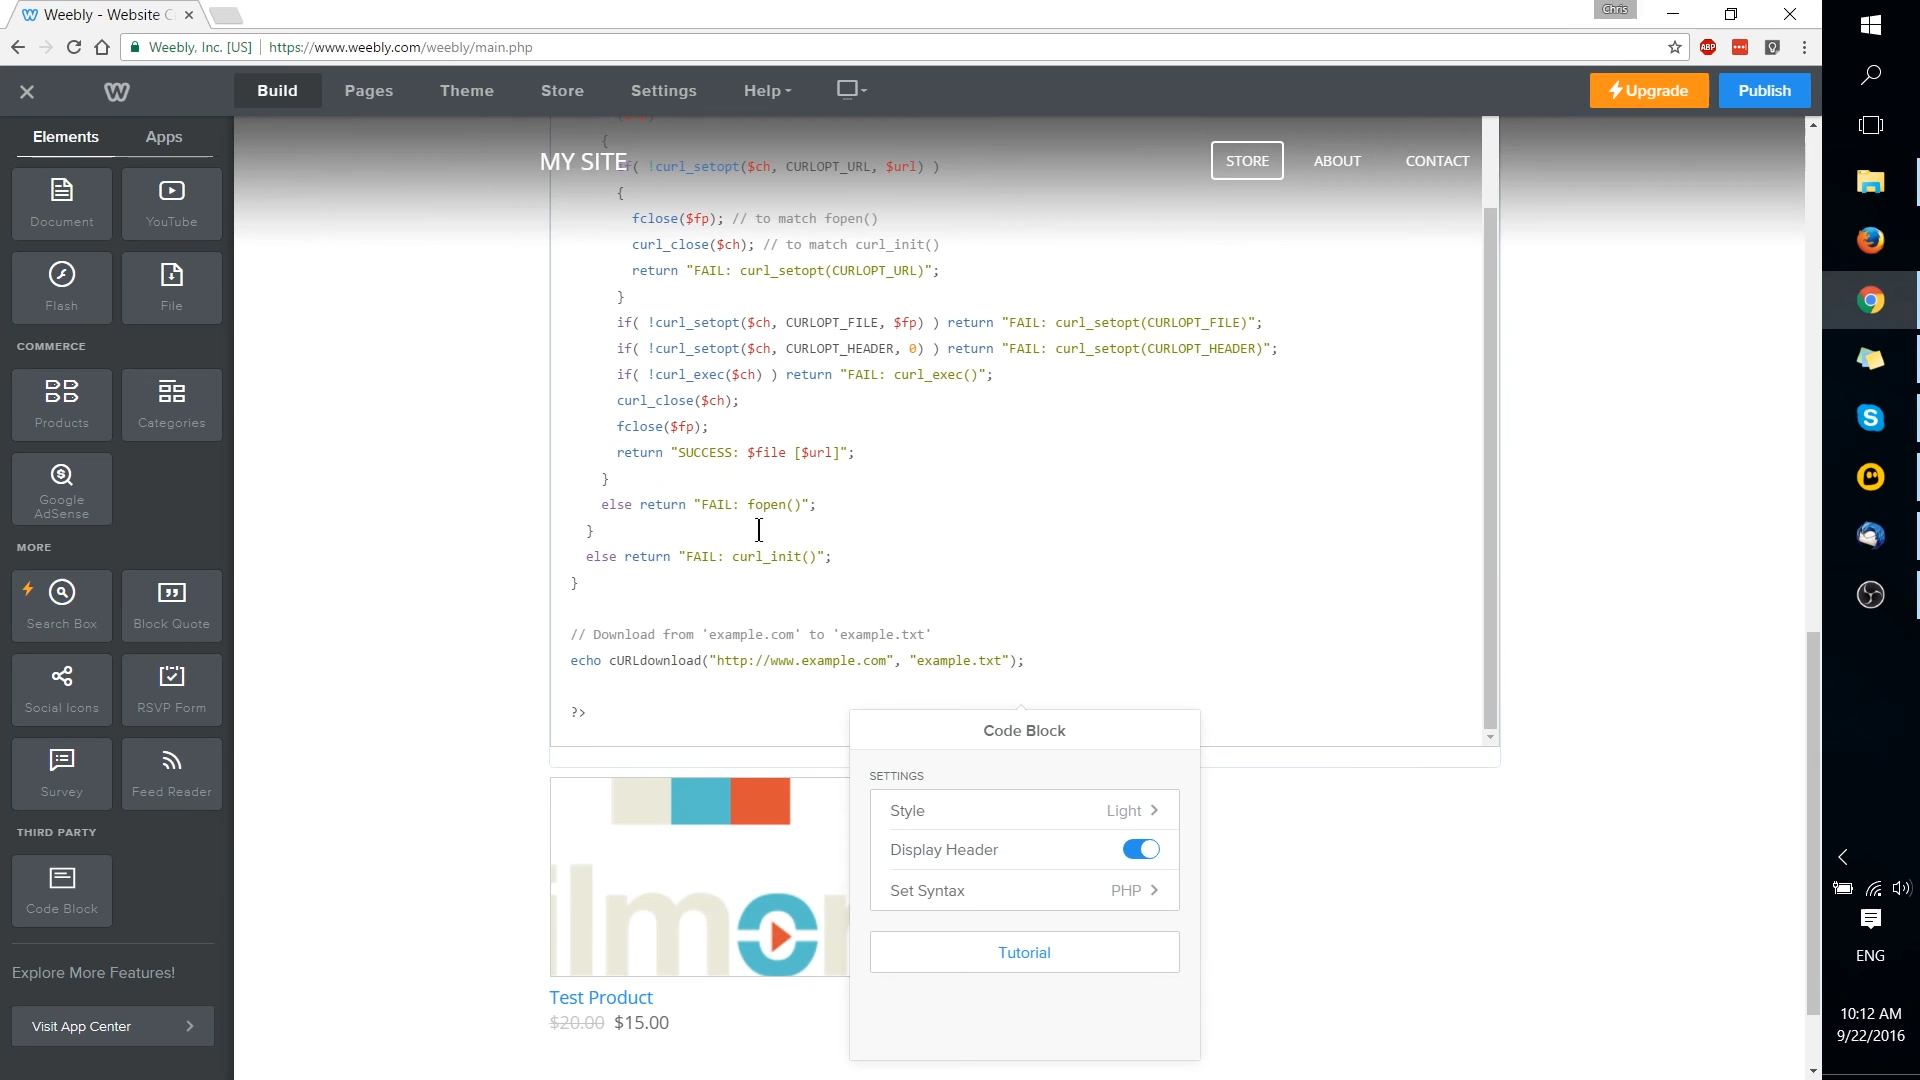 Weebly - Website C
Chris
Weebly, Inc. [US]
https://www.weebly.com/weebly/main.php
ABP
Build
Pages
Theme
Store
Settings
Help
Upgrade
Publish
Elements
Apps
Document
YouTube
Flash
File
COMMERCE
Products
Categories
Google
AdSense
MORE
Search Box
Block Quote
Social Icons
RSVP Form
Survey
Feed Reader
THIRD PARTY
Code Block
Explore More Features!
Visit App Center
MY SITE
STORE
ABOUT
CONTACT
{
if( !curl_setopt($ch, CURLOPT_URL, $url) )
{
fclose($fp); // to match fopen()
curl_close($ch); // to match curl_init()
return "FAIL: curl_setopt(CURLOPT_URL)";
}
if( !curl_setopt($ch, CURLOPT_FILE, $fp) ) return "FAIL: curl_setopt(CURLOPT_FILE)";
if( !curl_setopt($ch, CURLOPT_HEADER, 0) ) return "FAIL: curl_setopt(CURLOPT_HEADER)";
if( !curl_exec($ch) ) return "FAIL: curl_exec()";
curl_close($ch);
fclose($fp);
return "SUCCESS: $file [$url]";
}
else return "FAIL: fopen()";
}
else return "FAIL: curl_init()";
}
// Download from 'example.com' to 'example.txt'
echo cURLdownload("http://www.example.com", "example.txt");
?>
Code Block
SETTINGS
Style
Light
Display Header
Set Syntax
PHP
Tutorial
ilmor
Test Product
$20.00 $15.00
ENG
10:12 AM
9/22/2016